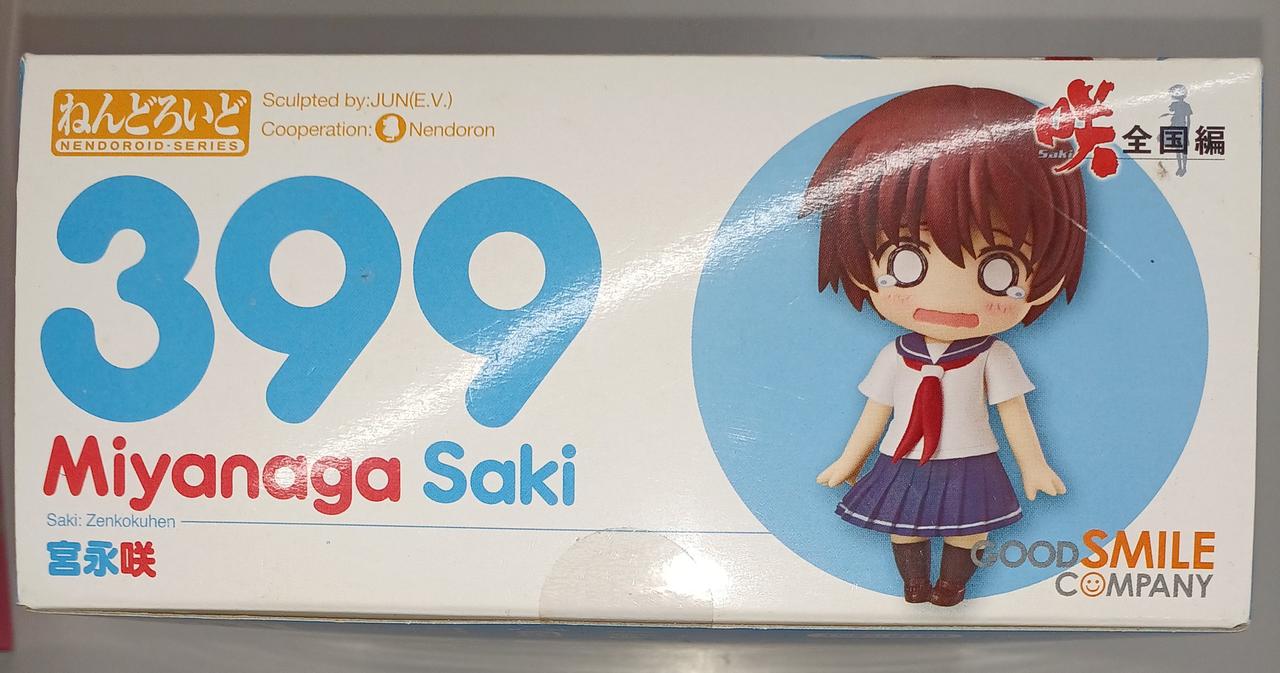 ねんどろいど
NENDOROID・SERIES
Sculpted by:JUN(E.V.)
Cooperation: Nendoron
399
Miyanaga Saki
Saki: Zenkokuhen
宮永咲
咲 全国編
Saki
GOOD SMILE
COMPANY